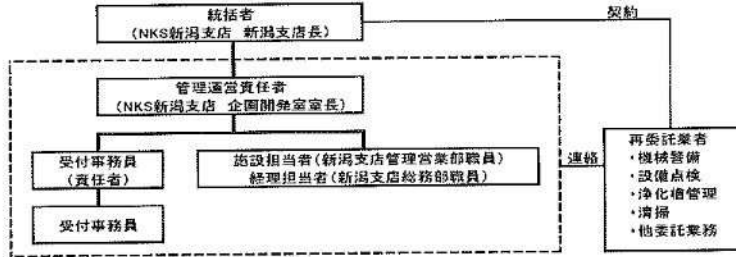 統括者
(NKS新潟支店 新潟支店長)
契約
管理運営責任者
(NKS新潟支店 企画開発室室長)
受付事務員
(責任者)
施設担当者(新潟支店管理営業部職員)
経理担当者(新潟支店総務部職員)
連絡
再委託業者
・機械警備
・設備点検
・浄化槽管理
・清掃
・他委託業務
受付事務員